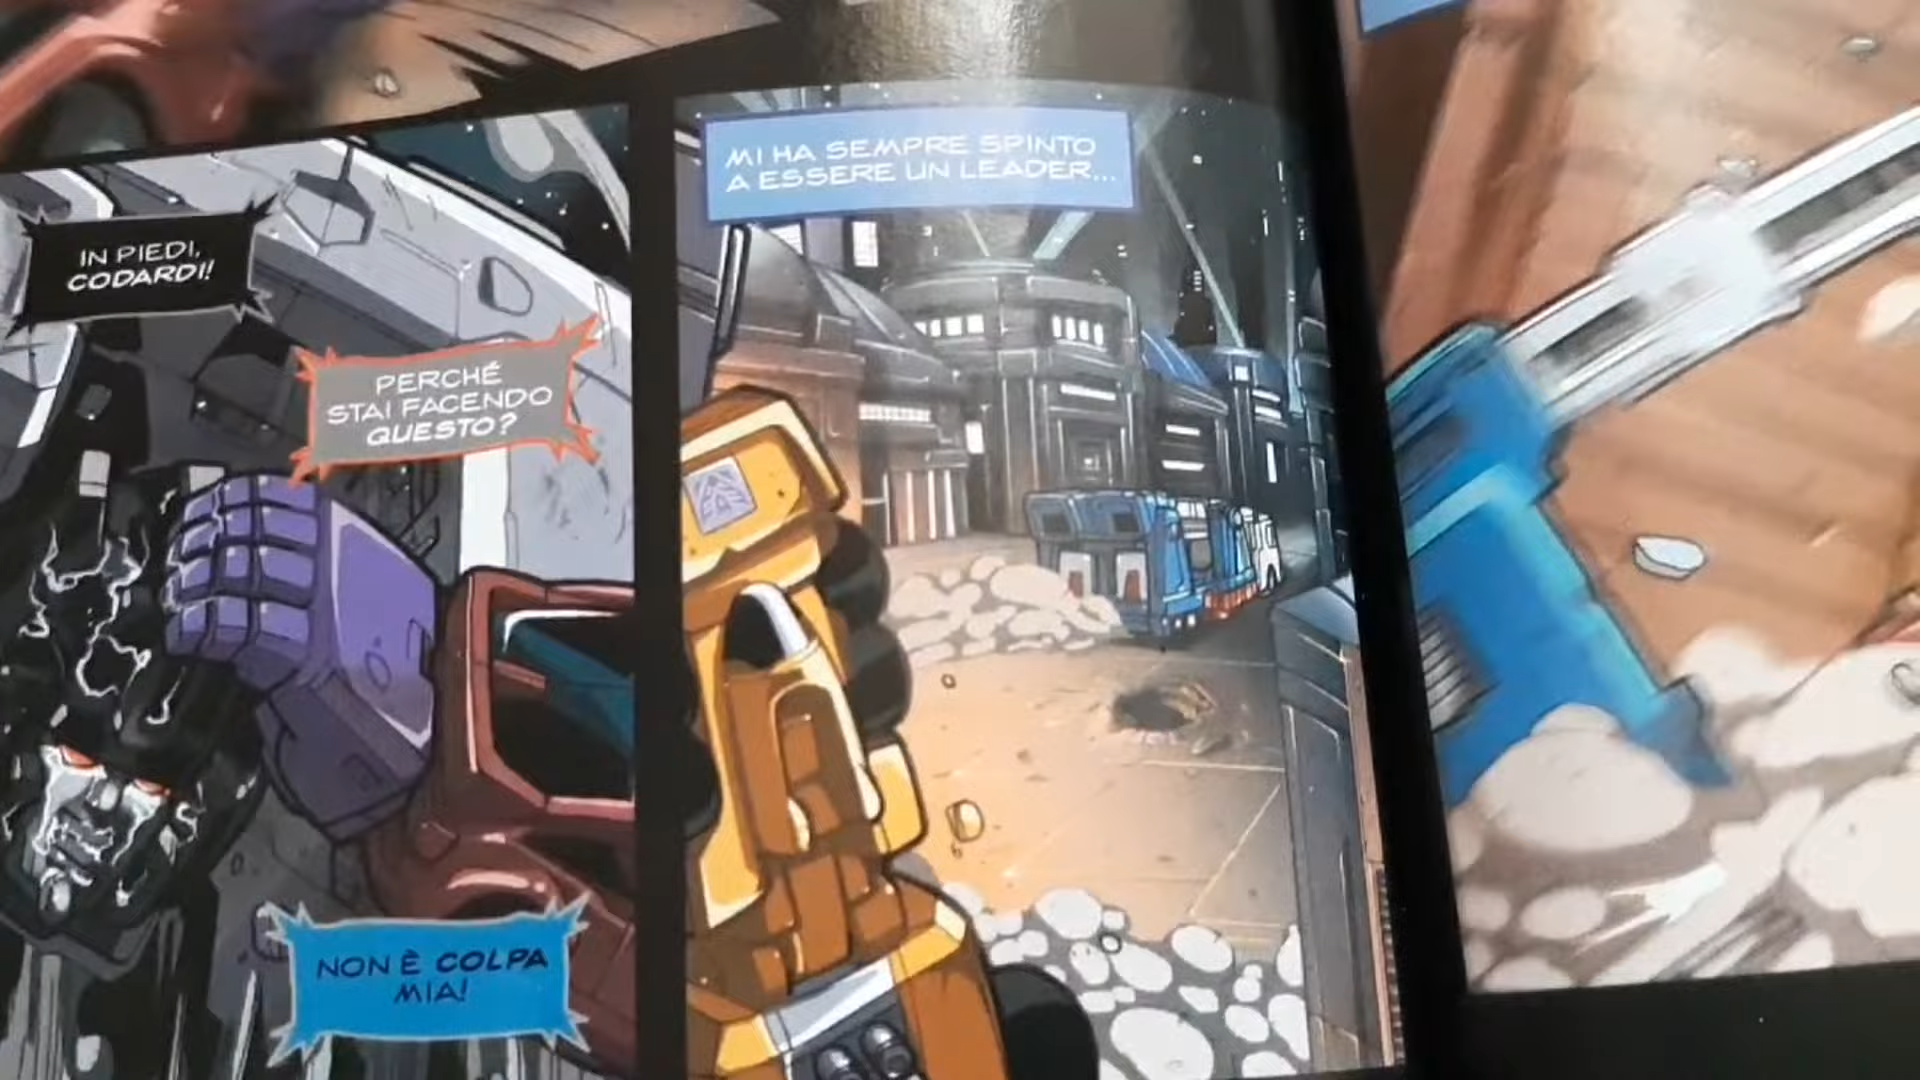 IN PIEDI,
CODARDI!
PERCHÉ
STAI FACENDO
QUESTO?
NON È COLPA
MIA!
MI HA SEMPRE SPINTO
A ESSERE UN LEADER...